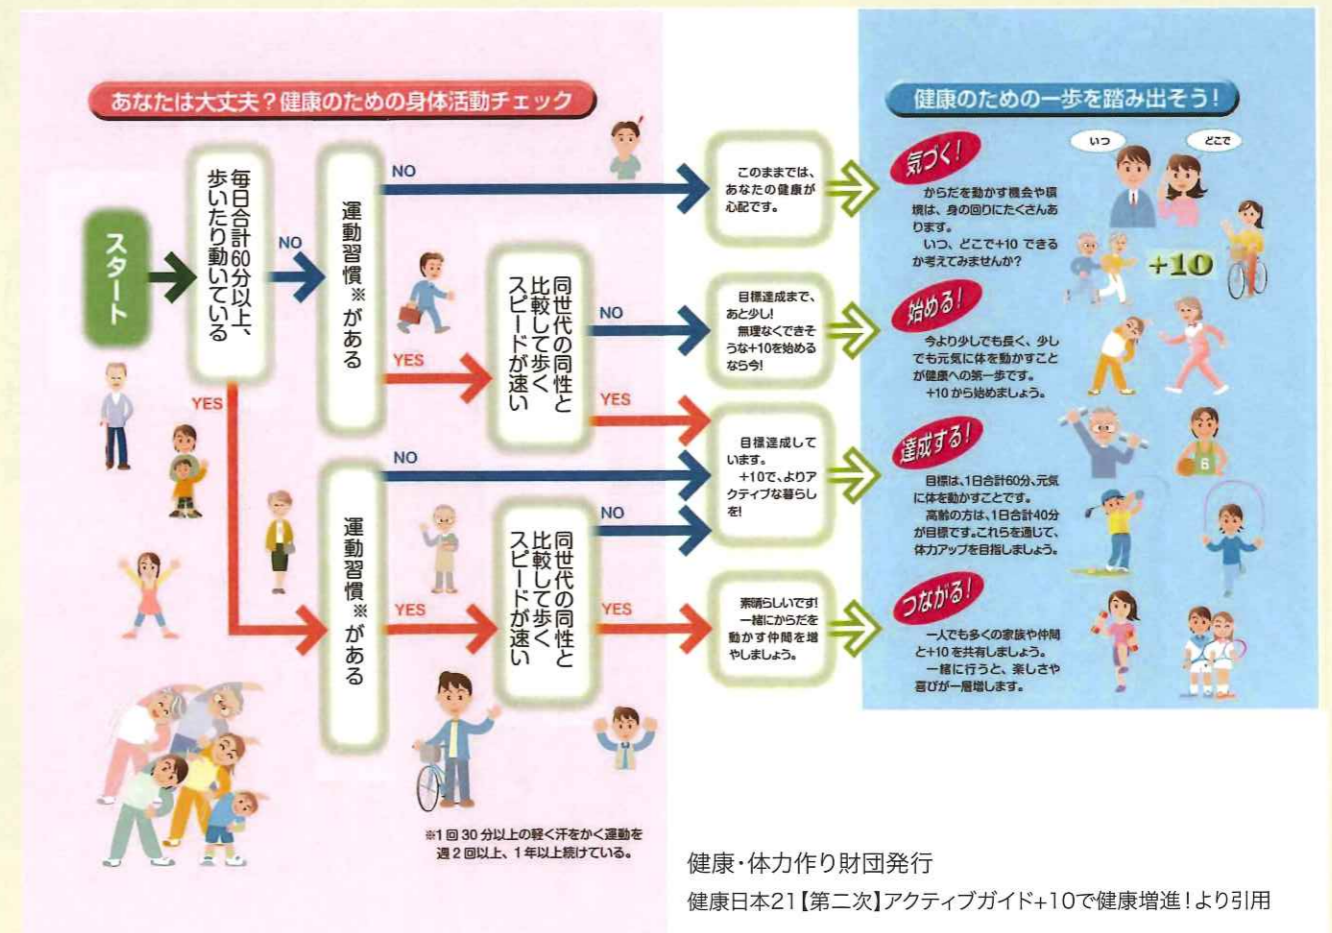 あなたは大丈夫？健康のための身体活動チェック
スタート
毎日合計60分以上、
歩いたり動いている
NO
YES
運動習慣※がある
NO
YES
同世代の同性と
比較して歩く
スピードが速い
NO
YES
運動習慣※がある
NO
YES
同世代の同性と
比較して歩く
スピードが速い
NO
YES
※1回30分以上の軽く汗をかく運動を
週2回以上、1年以上続けている。
このままでは、
あなたの健康が
心配です。
目標達成まで、
あと少し!
無理なくできそ
うな+10を始める
なら今!
目標達成して
います。
+10で、よりア
クティブな暮らし
を!
素晴らしいです!
一緒にからだを
動かす仲間を増
やしましょう。
健康のための一歩を踏み出そう!
気づく!
からだを動かす機会や環
境は、身の回りにたくさんあ
ります。
いつ、どこで+10 できる
か考えてみませんか?
いつ
どこで
+10
始める!
今より少しでも長く、少し
でも元気に体を動かすこと
が健康への第一歩です。
+10 から始めましょう。
達成する!
目標は、1日合計60分、元気
に体を動かすことです。
高齢の方は、1日合計40分
が目標です。これらを通じて、
体力アップを目指しましょう。
6
つながる!
一人でも多くの家族や仲間
と+10 を共有しましょう。
一緒に行うと、楽しさや
喜びが一層増します。
健康・体力作り財団発行
健康日本21【第二次】アクティブガイド+10で健康増進!より引用